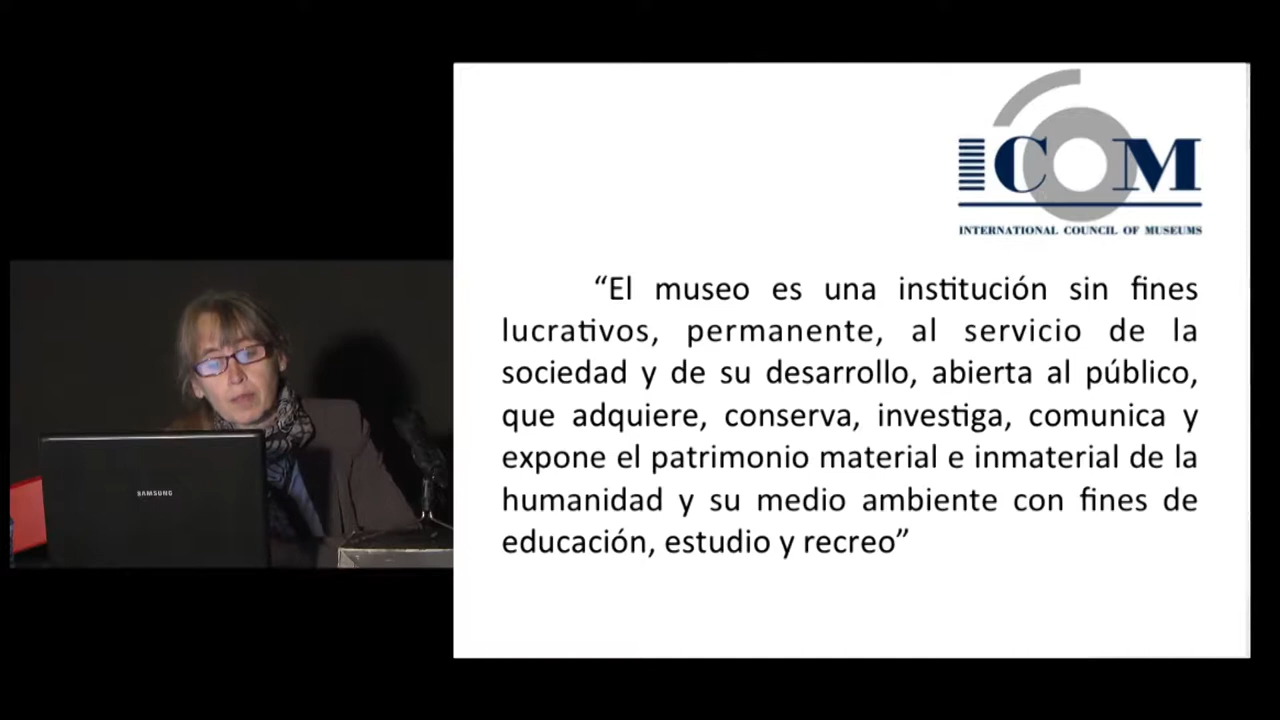 ICOM
INTERNATIONAL COUNCIL OF MUSEUMS
“El museo es una institución sin fines
lucrativos, permanente, al servicio de la
sociedad y de su desarrollo, abierta al público,
que adquiere, conserva, investiga, comunica y
expone el patrimonio material e inmaterial de la
humanidad y su medio ambiente con fines de
educación, estudio y recreo”
SAMSUNG